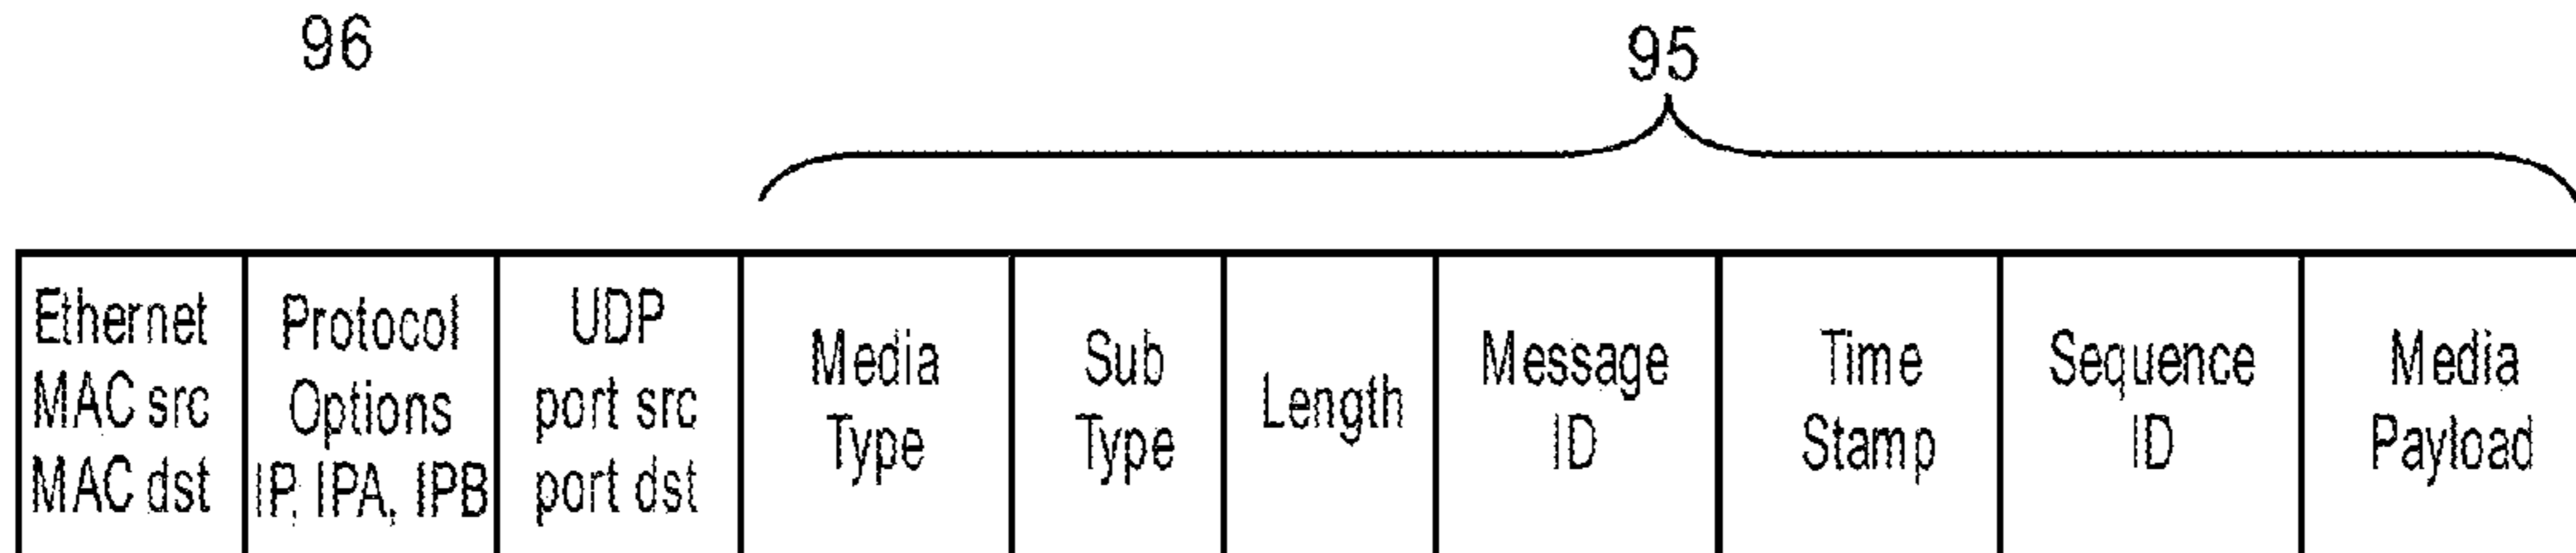 96
95
Ethernet
MAC src
MAC dst
Protocol
Options
IP, IPA, IPB
UDP
port src
port dst
Media
Type
Sub
Type
Length
Message
ID
Time
Stamp
Sequence
ID
Media
Payload